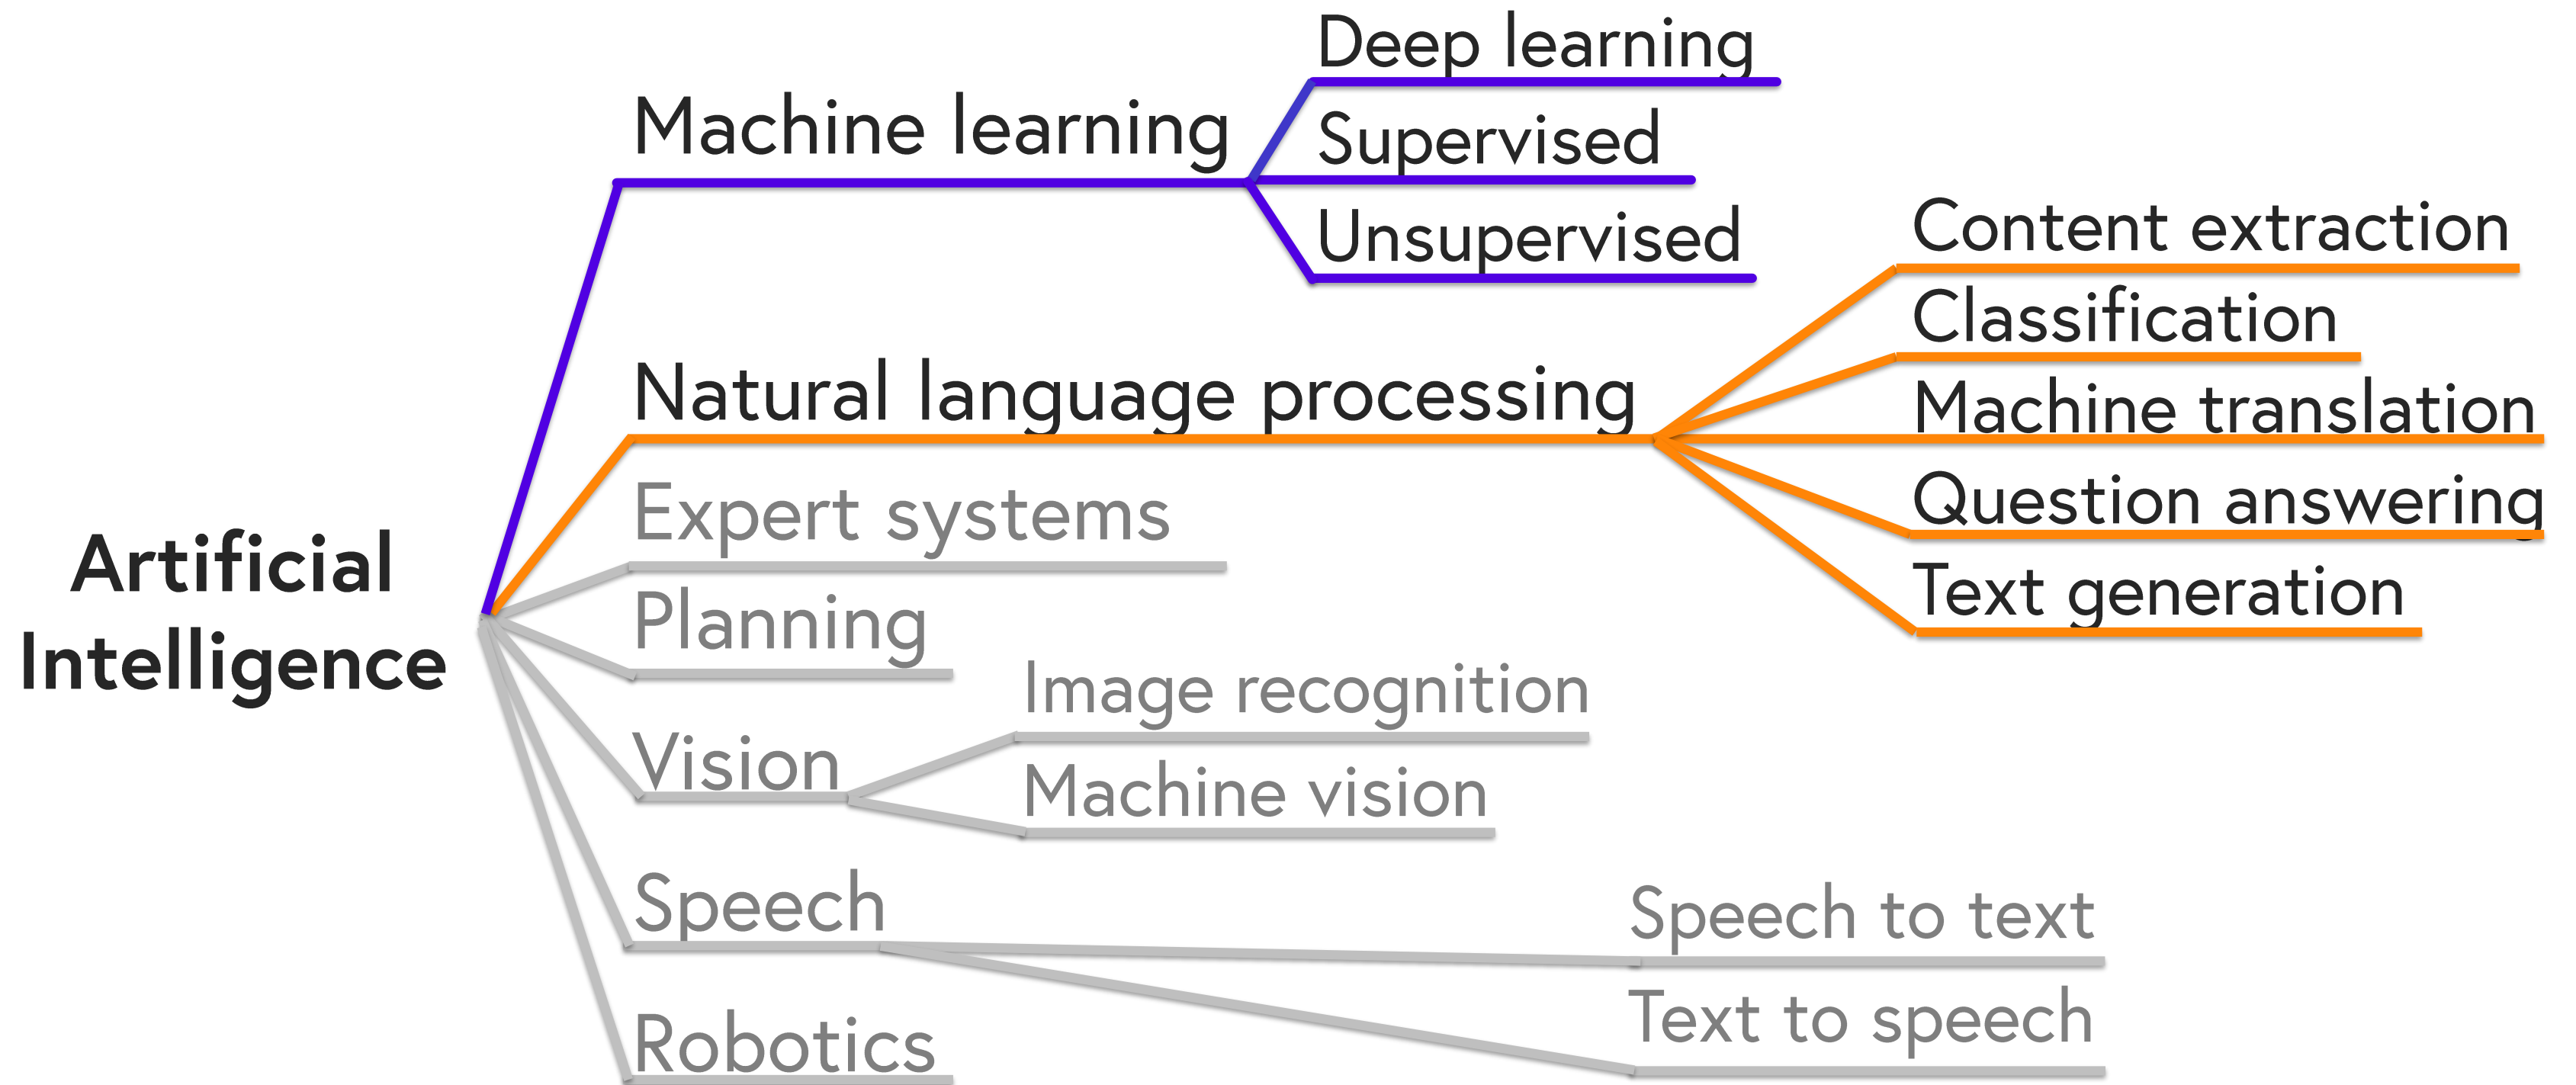 Artificial
Intelligence
Machine learning
Deep learning
Supervised
Unsupervised
Natural language processing
Content extraction
Classification
Machine translation
Question answering
Text generation
Expert systems
Planning
Vision
Image recognition
Machine vision
Speech
Speech to text
Text to speech
Robotics